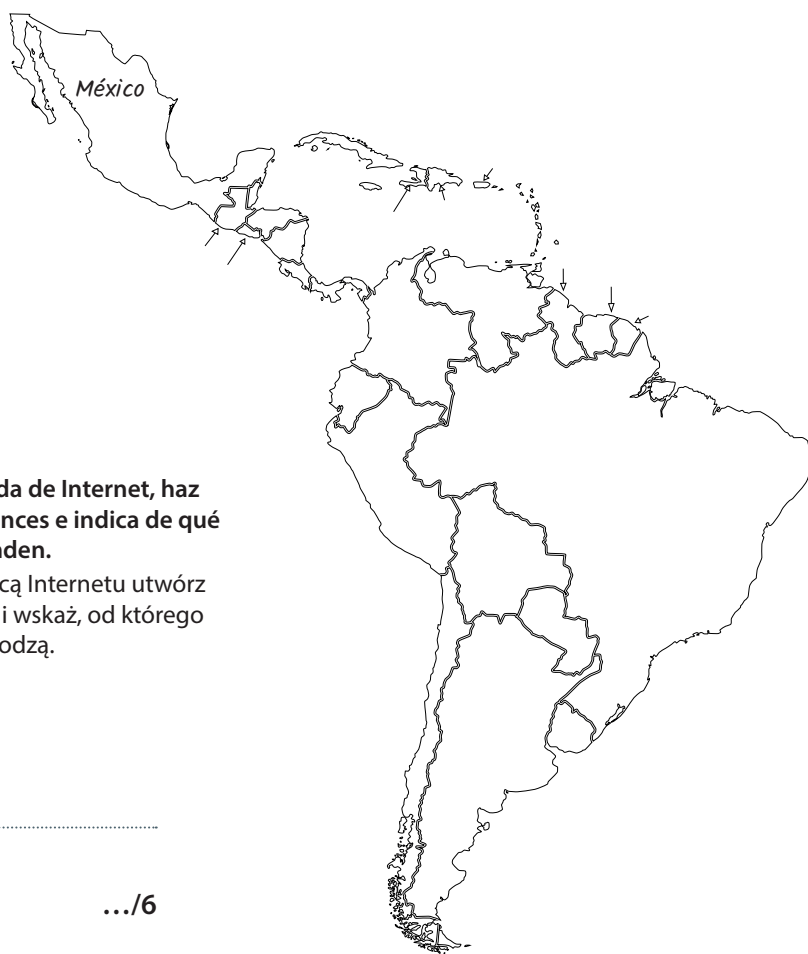 México
da de Internet, haz
nces e indica de qué
nden.
cą Internetu utwórz
i wskaż, od którego
odzą.
.../6